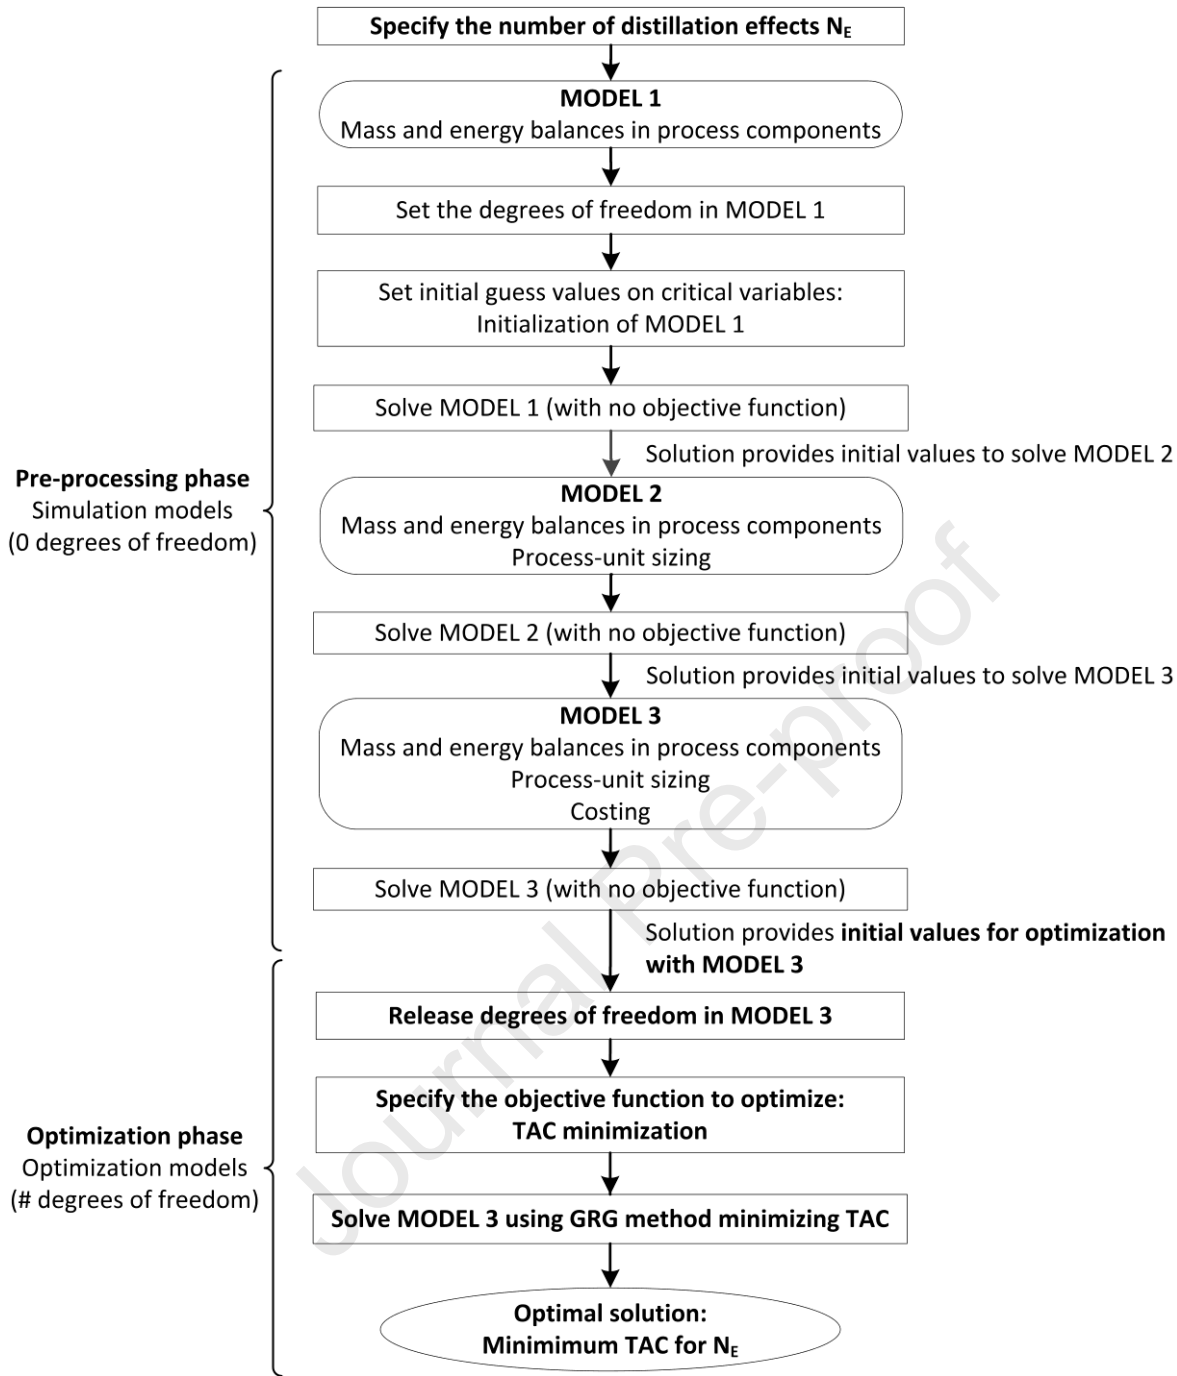 Specify the number of distillation effects N_E
MODEL 1
Mass and energy balances in process components
Set the degrees of freedom in MODEL 1
Set initial guess values on critical variables:
Initialization of MODEL 1
Solve MODEL 1 (with no objective function)
Solution provides initial values to solve MODEL 2
Pre-processing phase
Simulation models
(0 degrees of freedom)
MODEL 2
Mass and energy balances in process components
Process-unit sizing
Solve MODEL 2 (with no objective function)
Solution provides initial values to solve MODEL 3
MODEL 3
Mass and energy balances in process components
Process-unit sizing
Costing
Solve MODEL 3 (with no objective function)
Solution provides initial values for optimization
with MODEL 3
Release degrees of freedom in MODEL 3
Specify the objective function to optimize:
TAC minimization
Optimization phase
Optimization models
(# degrees of freedom)
Solve MODEL 3 using GRG method minimizing TAC
Optimal solution:
Minimimum TAC for N_E
Journal Pre-proof